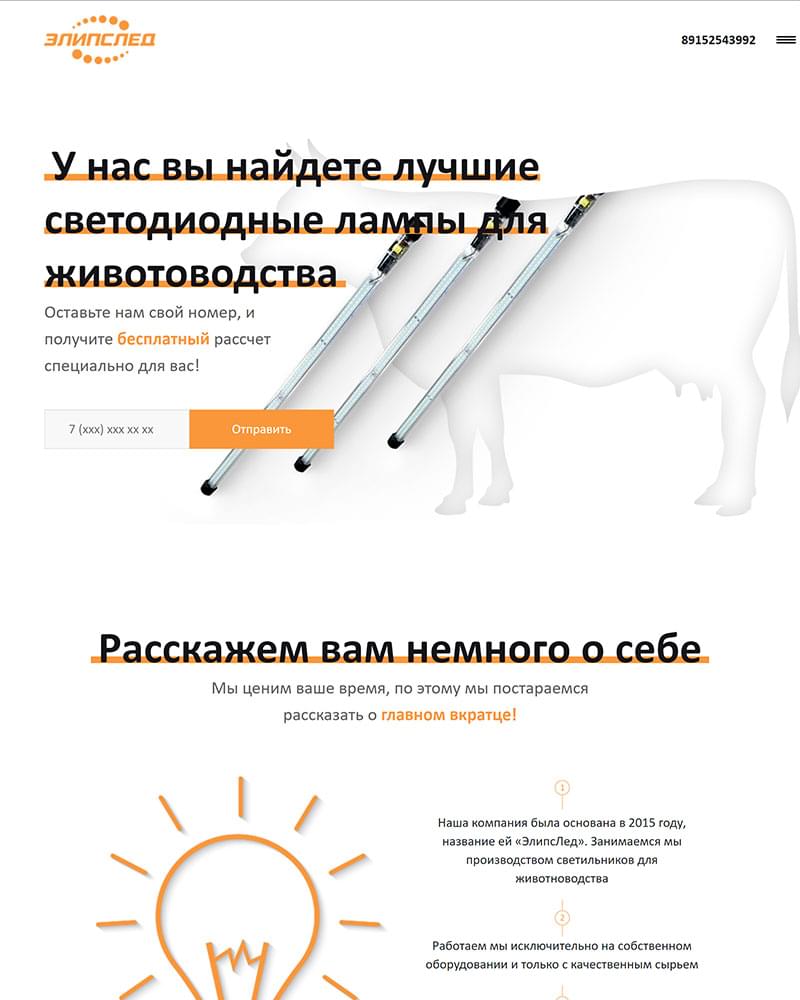 ЭЛИПСЛЕД
89152543992
У нас вы найдете лучшие
светодиодные лампы для
животоводства
Оставьте нам свой номер, и
получите бесплатный рассчет
специально для вас!
7 (xxx) xxx xx xx
Отправить
Расскажем вам немного о себе
Мы ценим ваше время, по этому мы постараемся
рассказать о главном вкратце!
1
Наша компания была основана в 2015 году,
название ей «ЭлипсЛед». Занимаемся мы
производством светильников для
животноводства
2
Работаем мы исключительно на собственном
оборудовании и только с качественным сырьем